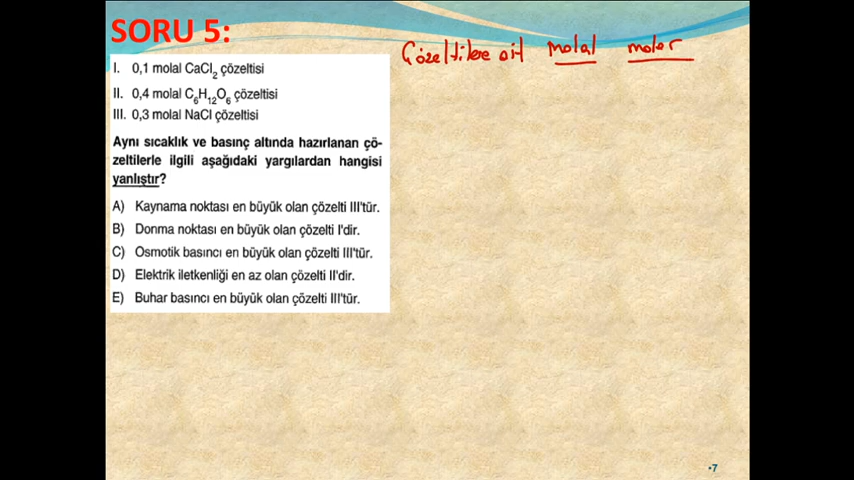 SORU 5:
Çözeltilere ait molal molar
I. 0,1 molal CaCl₂ çözeltisi
II. 0,4 molal C₆H₁₂O₆ çözeltisi
III. 0,3 molal NaCl çözeltisi
Aynı sıcaklık ve basınç altında hazırlanan çö-
zeltilerle ilgili aşağıdaki yargılardan hangisi
yanlıştır?
A) Kaynama noktası en büyük olan çözelti III'tür.
B) Donma noktası en büyük olan çözelti I'dir.
C) Osmotik basıncı en büyük olan çözelti III'tür.
D) Elektrik iletkenliği en az olan çözelti II'dir.
E) Buhar basıncı en büyük olan çözelti III'tür.
•7